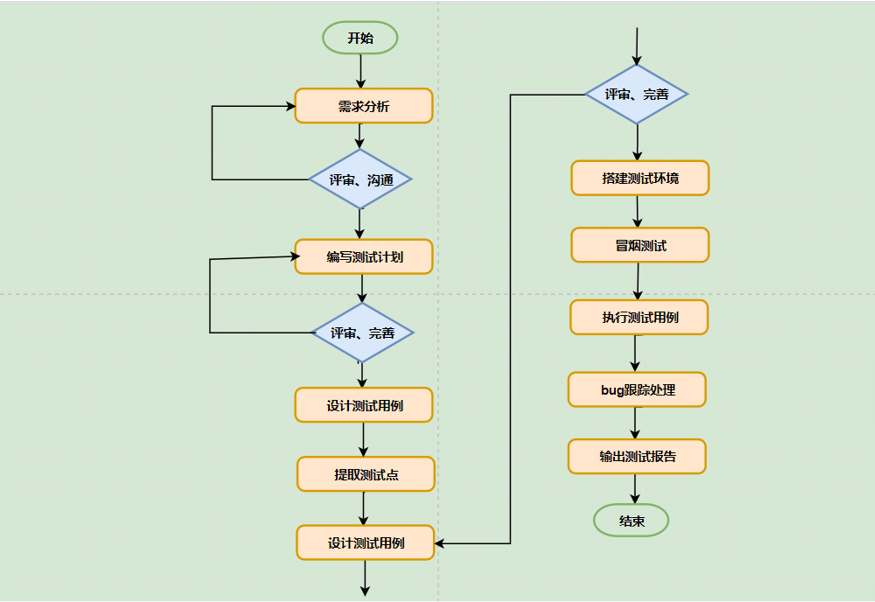 开始
需求分析
评审、沟通
编写测试计划
评审、完善
设计测试用例
提取测试点
设计测试用例
评审、完善
搭建测试环境
冒烟测试
执行测试用例
bug跟踪处理
输出测试报告
结束